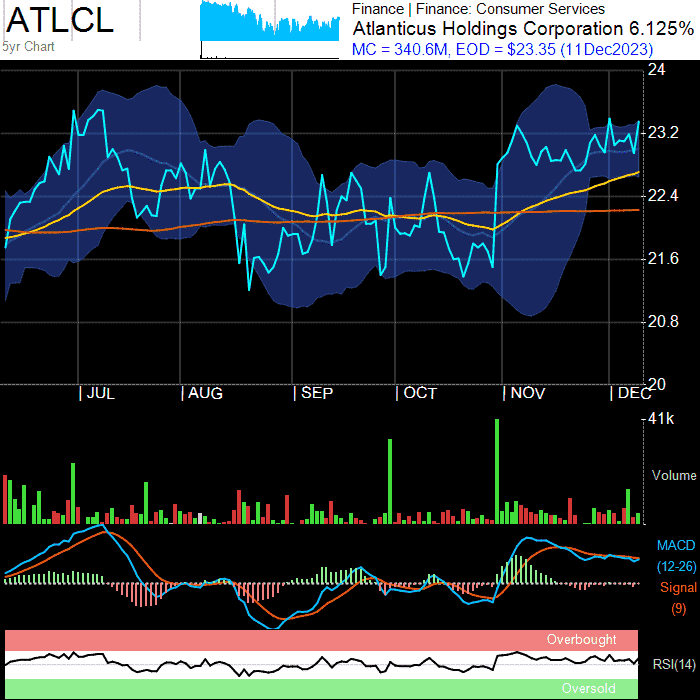 ATLCL
5yr Chart
Finance | Finance: Consumer Services
Atlanticus Holdings Corporation 6.125%
MC = 340.6M, EOD = $23.35 (11Dec2023)
24
23.2
22.4
21.6
20.8
20
JUL AUG SEP OCT NOV DEC
41k
Volume
MACD
(12-26)
Signal
(9)
Overbought
RSI(14)
Oversold